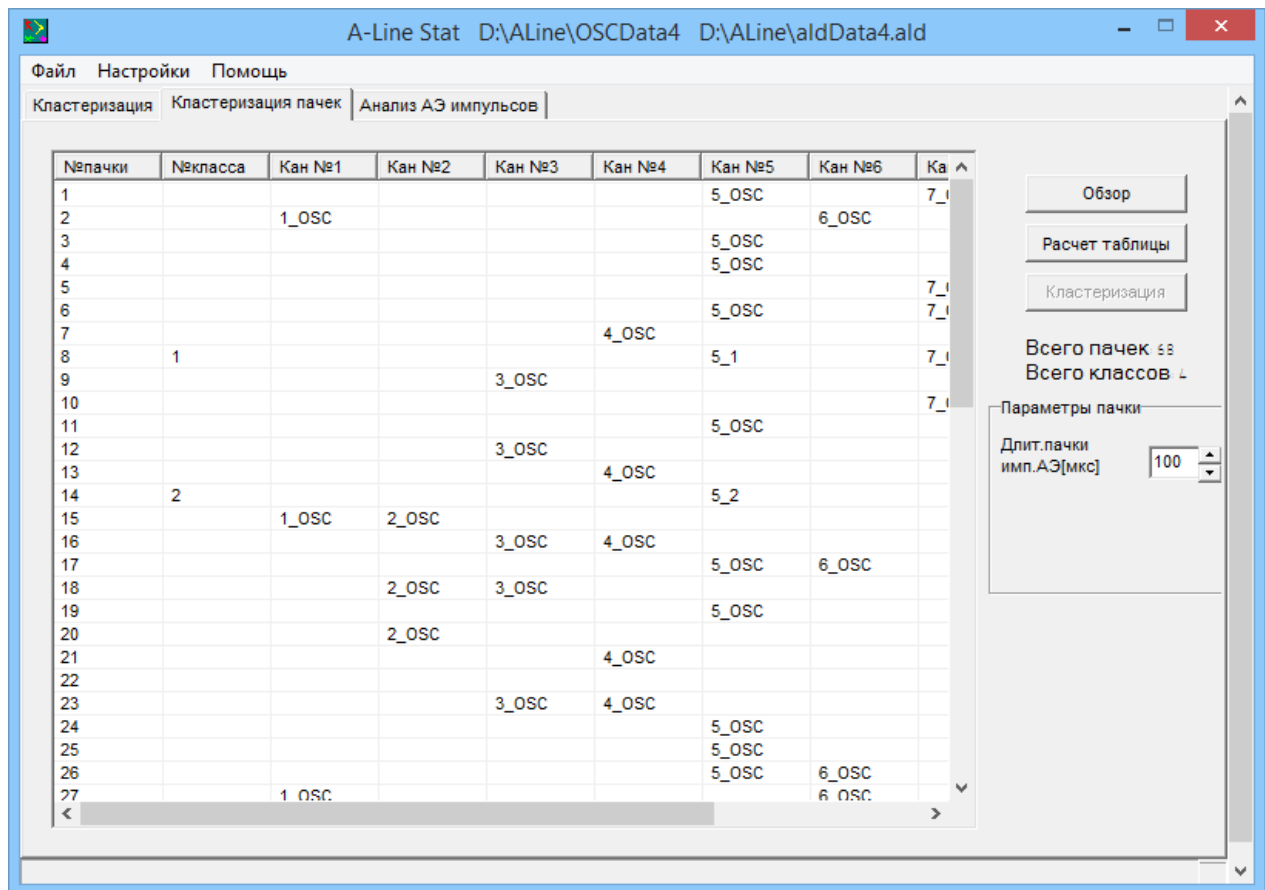 A-Line Stat D:\ALine\OSCData4 D:\ALine\aldData4.ald
Файл Настройки Помощь
Кластеризация Кластеризация пачек Анализ АЭ импульсов
№пачки №класса Кан №1 Кан №2 Кан №3 Кан №4 Кан №5 Кан №6
1 5_OSC
2 1_OSC 6_OSC
3 5_OSC
4 5_OSC
5
6 5_OSC
7 4_OSC
8 1 5_1
9 3_OSC
10
11 5_OSC
12 3_OSC
13 4_OSC
14 2 5_2
15 1_OSC 2_OSC
16 3_OSC 4_OSC
17 5_OSC 6_OSC
18 2_OSC 3_OSC
19 5_OSC
20 2_OSC
21 4_OSC
22
23 3_OSC 4_OSC
24 5_OSC
25 5_OSC
26 5_OSC 6_OSC
27 1_OSC 6_OSC
Обзор
Расчет таблицы
Кластеризация
Всего пачек
Всего классов
Параметры пачки
Длит.пачки
имп.АЭ[мкс] 100